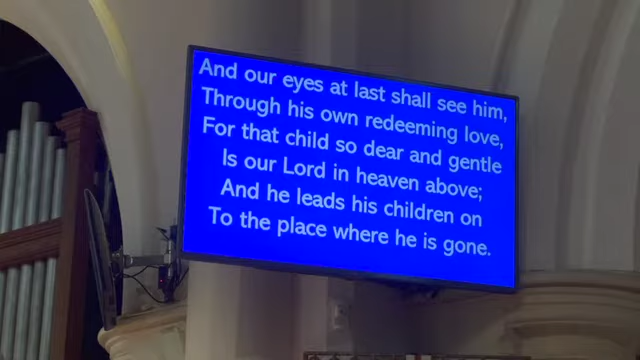 And our eyes at last shall see him,
Through his own redeeming love,
For that child so dear and gentle
Is our Lord in heaven above;
And he leads his children on
To the place where he is gone.